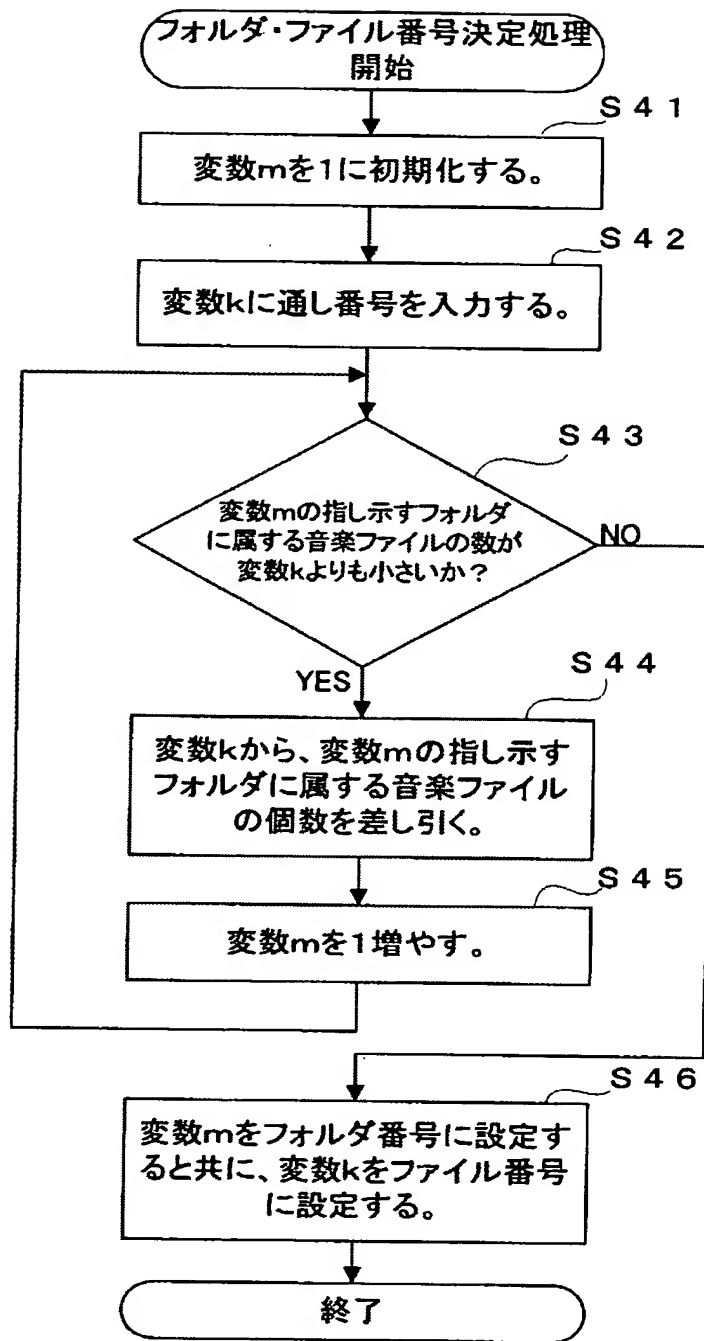 フォルダ・ファイル番号決定処理
開始
S41
変数mを1に初期化する。
S42
変数kに通し番号を入力する。
S43
変数mの指し示すフォルダ
に属する音楽ファイルの数が
変数kよりも小さいか?
NO
YES
S44
変数kから、変数mの指し示す
フォルダに属する音楽ファイル
の個数を差し引く。
S45
変数mを1増やす。
S46
変数mをフォルダ番号に設定す
ると共に、変数kをファイル番号
に設定する。
終了